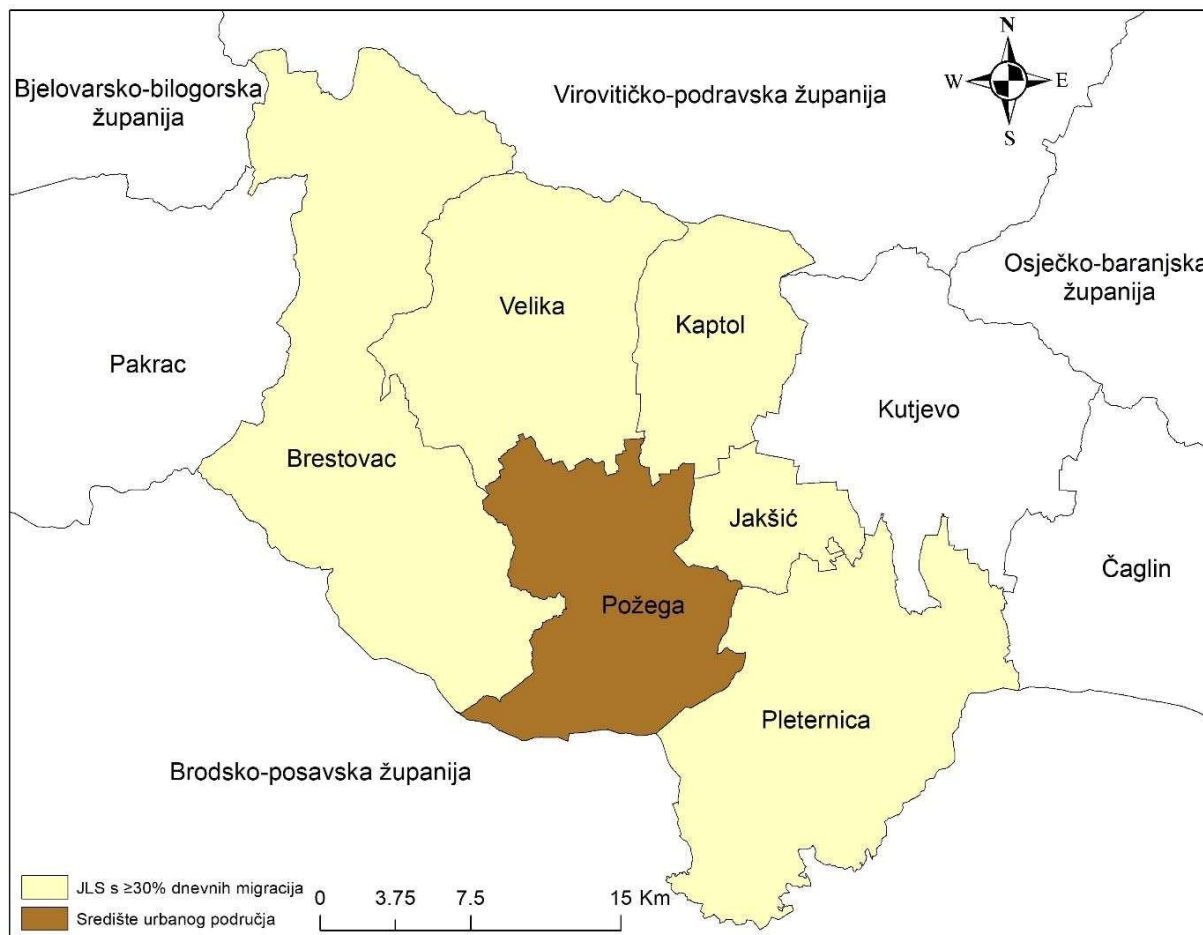 N
W
E
S
Bjelovarsko-bilogorska
županija
Virovitičko-podravska županija
Osječko-baranjska
županija
Velika
Kaptol
Pakrac
Kutjevo
Brestovac
Jakšić
Čaglin
Požega
Pleternica
Brodsko-posavska županija
JLS s ≥30% dnevnih migracija
Središte urbanog područja
0 3.75 7.5 15 Km